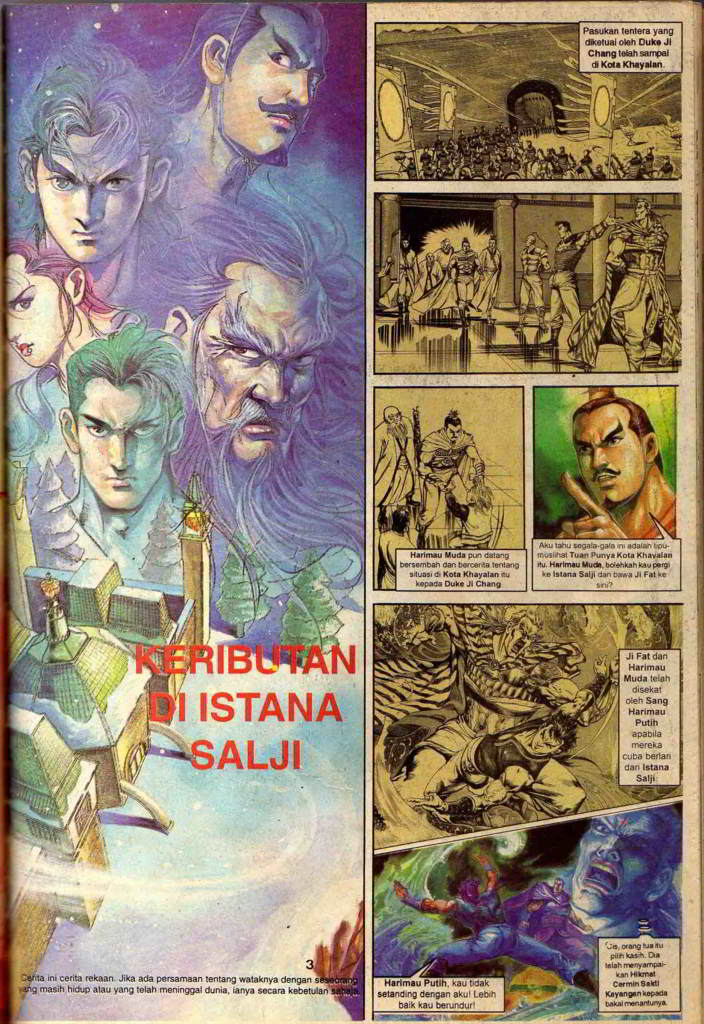 KERIBUTAN
DI ISTANA
SALJI
3
Cerita ini cerita rekaan. Jika ada persamaan tentang wataknya dengan seseorang
yang masih hidup atau yang telah meninggal dunia, ianya secara kebetulan sahaja.
Pasukan tentera yang
diketuai oleh Duke Ji
Chang telah sampai
di Kota Khayalan.
Harimau Muda pun datang
bersembah dan bercerita tentang
situasi di Kota Khayalan itu
kepada Duke Ji Chang
Aku tahu segala-gala ini adalah tipu-
muslihat Tuan Punya Kota Khayalan
itu. Harimau Muda, bolehkah kau pergi
ke Istana Salji dan bawa Ji Fat ke
sini?
Ji Fat dan
Harimau
Muda telah
disekat
oleh Sang
Harimau
Putih
apabila
mereka
cuba berlari
dari Istana
Salji.
Harimau Putih, kau tidak
setanding dengan aku! Lebih
baik kau berundur!
Cis, orang tua itu
pilih kasih. Dia
telah menyampai-
kan Hikmat
Cermin Sakti
Kayangan kepada
bakal menantunya.